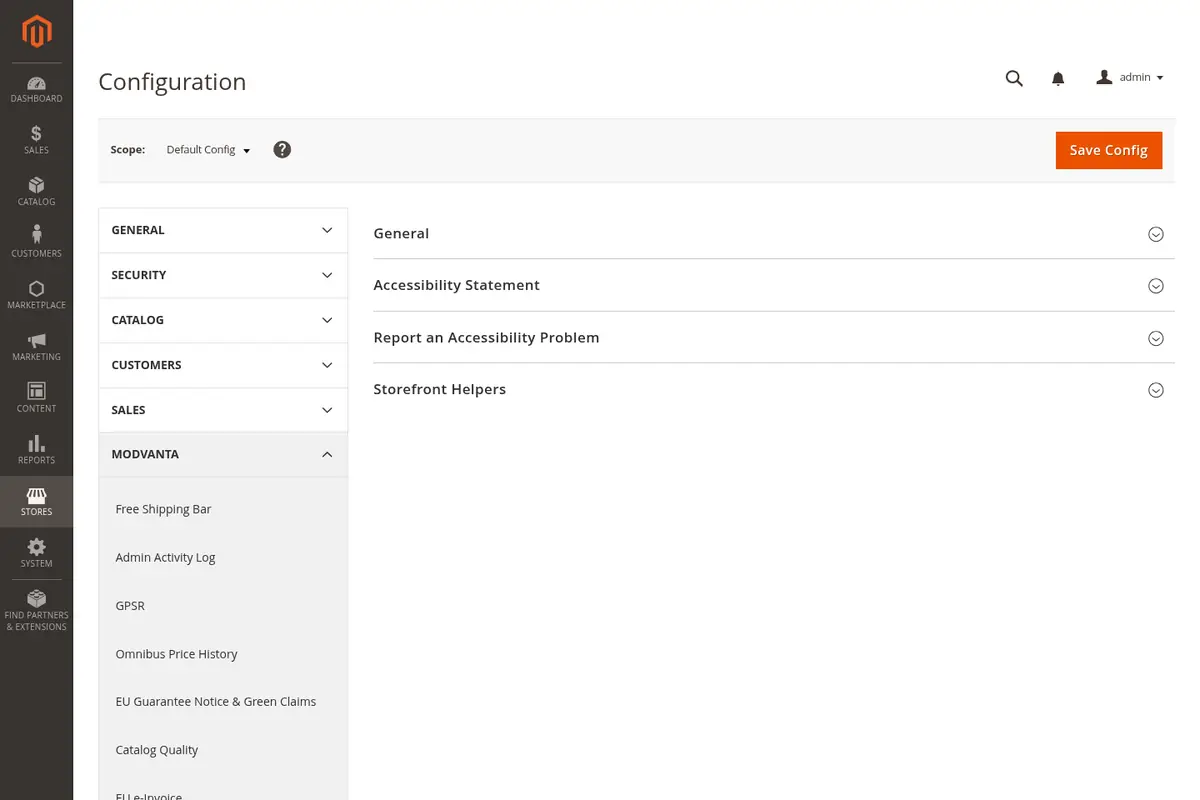 DASHBOARD
SALES
CATALOG
CUSTOMERS
MARKETPLACE
MARKETING
CONTENT
REPORTS
STORES
SYSTEM
FIND PARTNERS
& EXTENSIONS
Configuration
admin
Scope:
Default Config
?
Save Config
GENERAL
SECURITY
CATALOG
CUSTOMERS
SALES
MODVANTA
Free Shipping Bar
Admin Activity Log
GPSR
Omnibus Price History
EU Guarantee Notice & Green Claims
Catalog Quality
EU e-Invoice
General
Accessibility Statement
Report an Accessibility Problem
Storefront Helpers